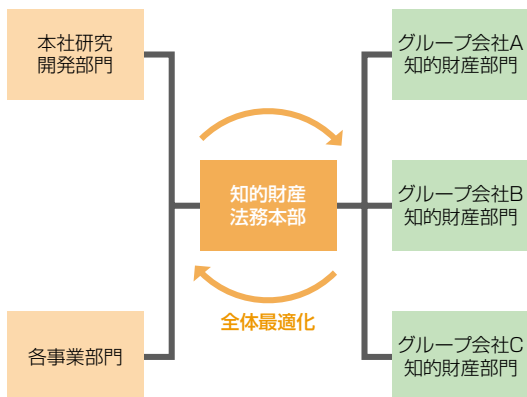 本社研究
開発部門
各事業部門
知的財産
法務本部
全体最適化
グループ会社A
知的財産部門
グループ会社B
知的財産部門
グループ会社C
知的財産部門